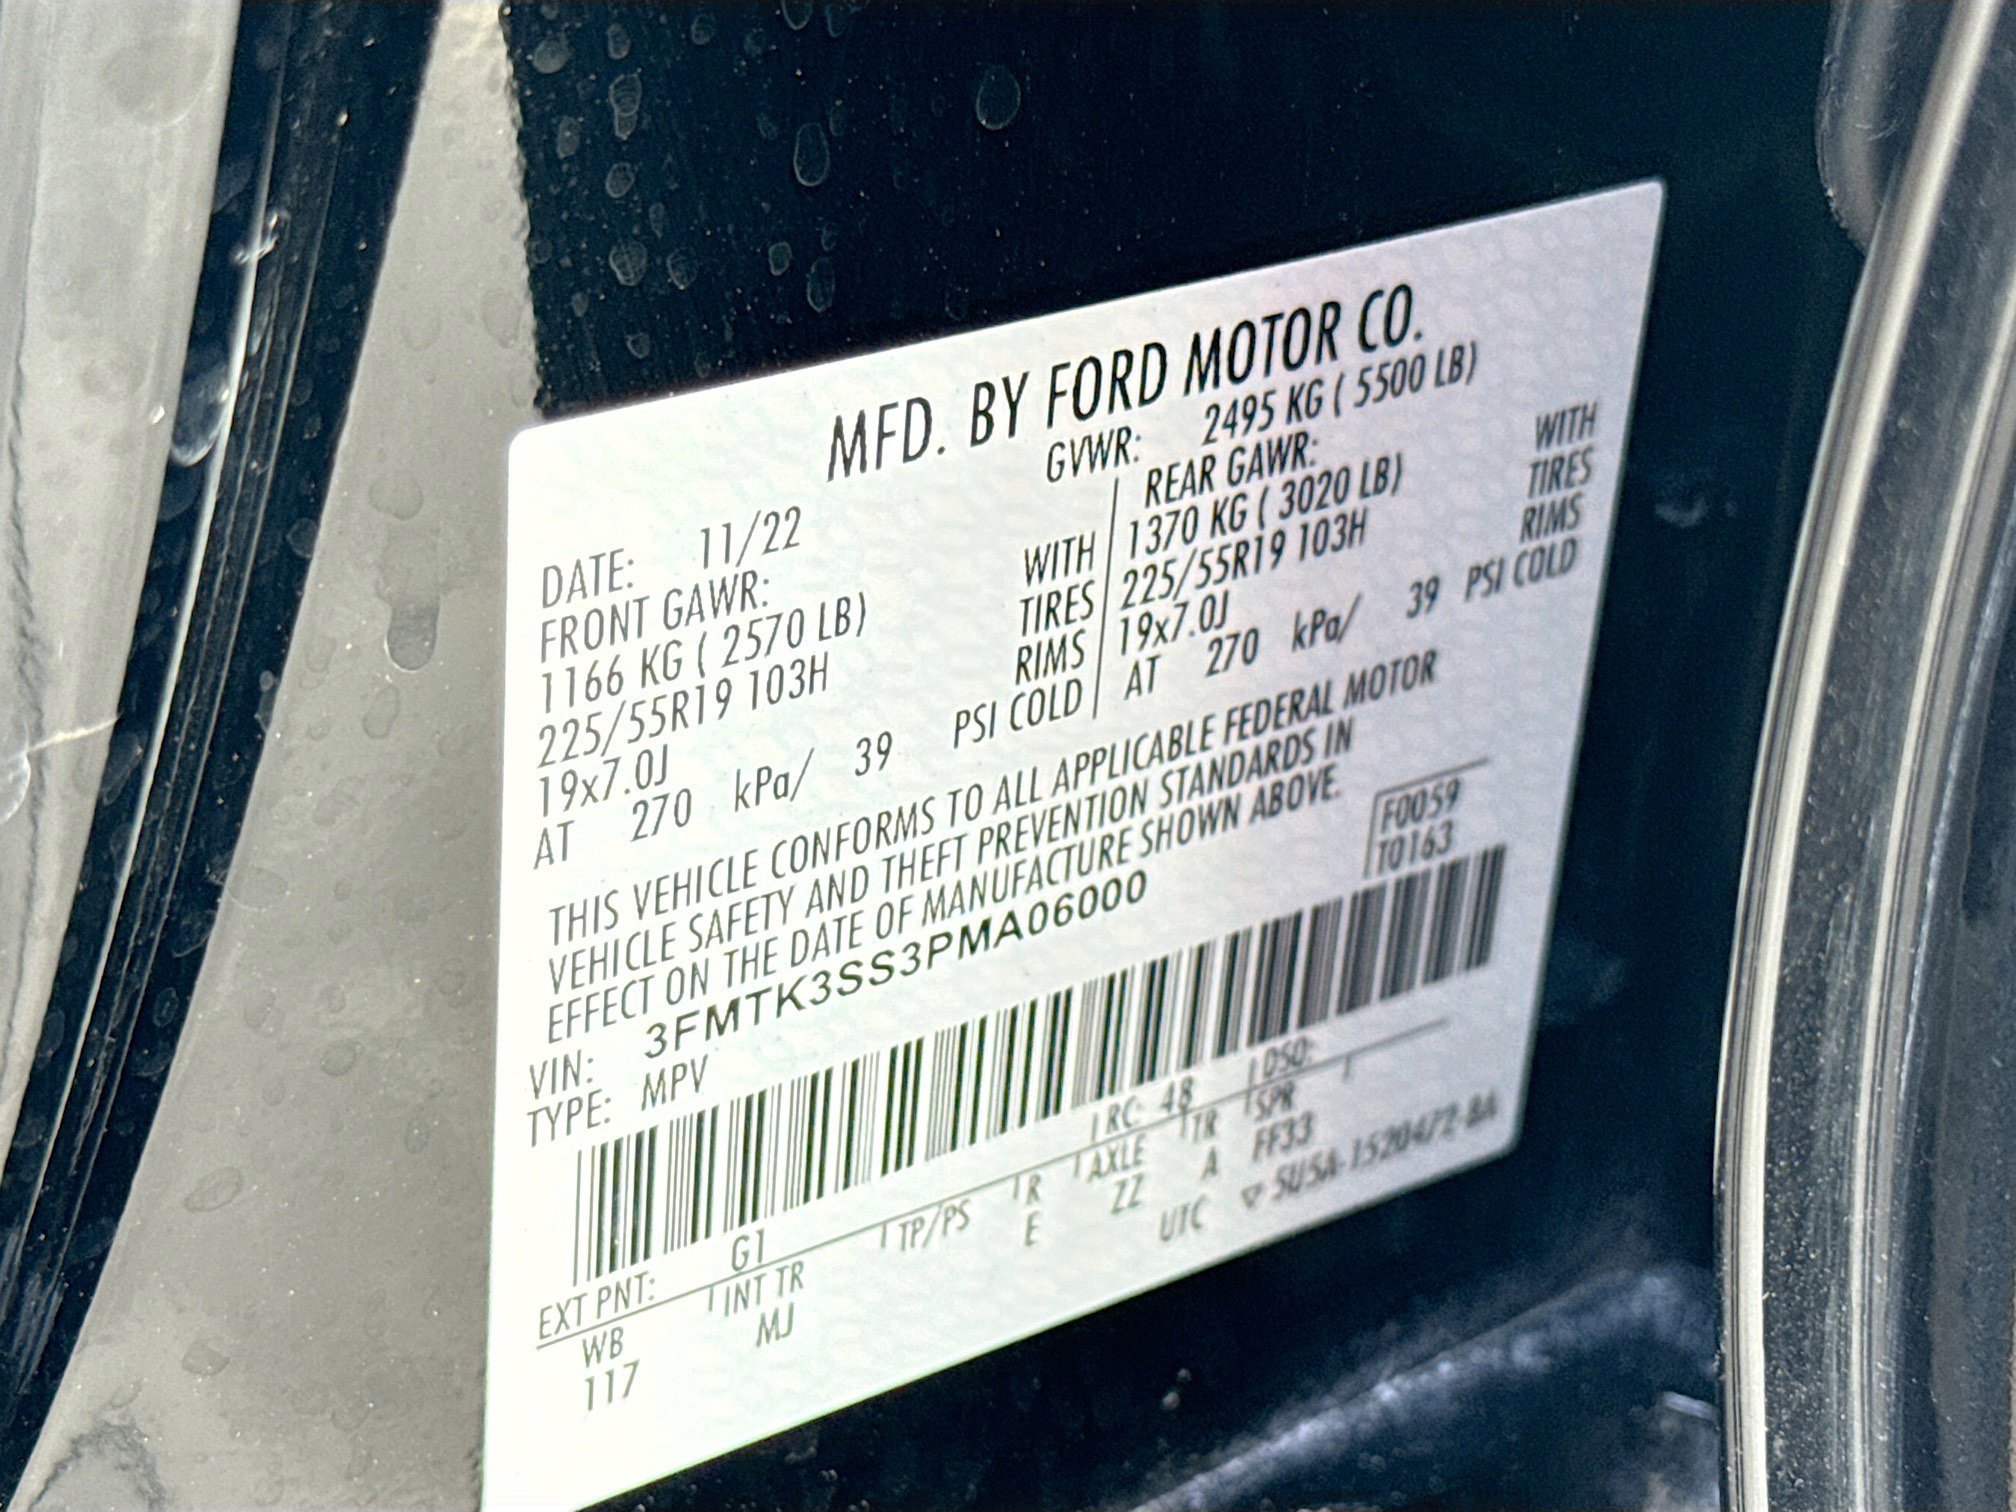 MFD. BY FORD MOTOR CO.
DATE: 11/22 GVWR: 2495 KG ( 5500 LB)
FRONT GAWR: REAR GAWR:
1166 KG ( 2570 LB) WITH 1370 KG ( 3020 LB) WITH
225/55R19 103H TIRES 225/55R19 103H TIRES
19x7.0J RIMS 19x7.0J RIMS
AT 270 kPa/ 39 PSI COLD AT 270 kPa/ 39 PSI COLD
THIS VEHICLE CONFORMS TO ALL APPLICABLE FEDERAL MOTOR
VEHICLE SAFETY AND THEFT PREVENTION STANDARDS IN
EFFECT ON THE DATE OF MANUFACTURE SHOWN ABOVE.
F0059
T0163
VIN: 3FMTK3SS3PMA06000
TYPE: MPV
EXT PNT: G1 RC: 48 DSO:
WB INT TR TP/PS R AXLE TR SPR
117 MJ E ZZ A FF33
UTC ▽ SU5A-1520472-BA